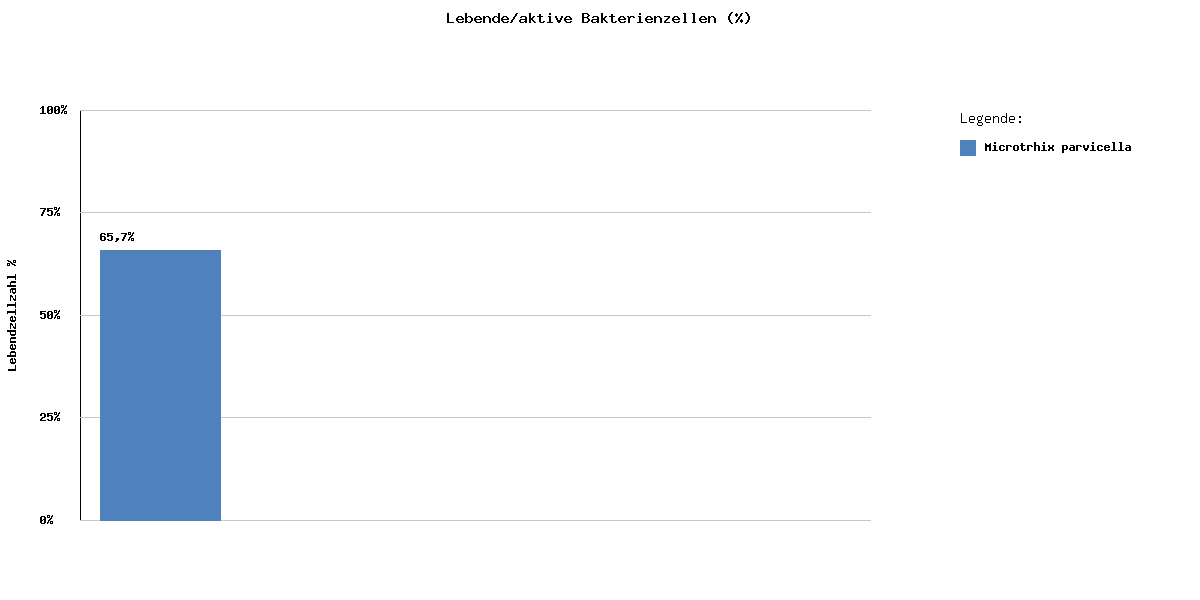 Lebende/aktive Bakterienzellen (%)
100%
Legende:
Microtrhix parvicella
75%
65,7%
Lebendzellzahl %
50%
25%
0%